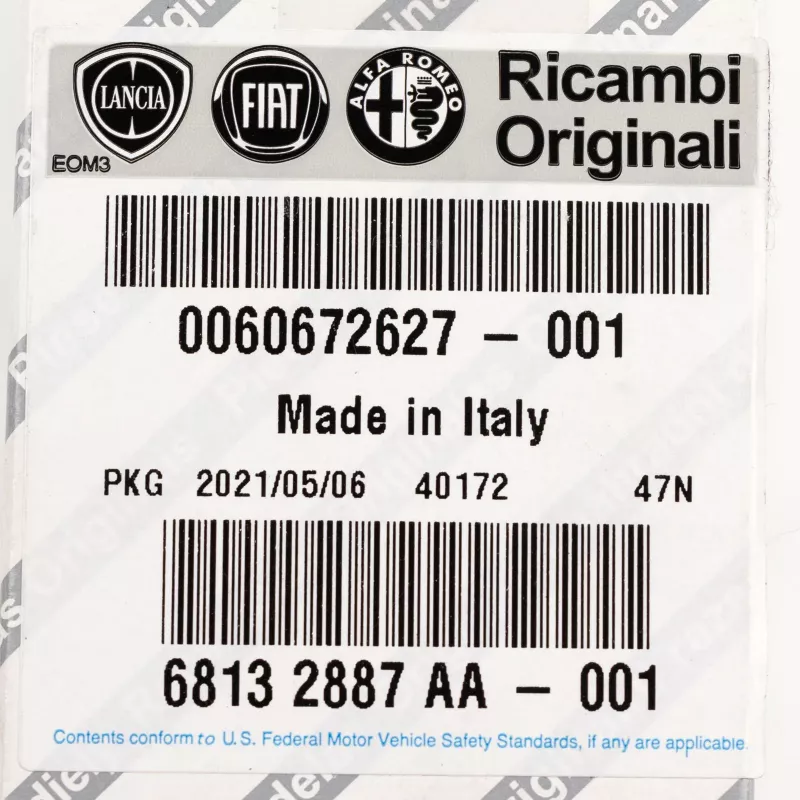 LANCIA FIAT ALFA ROMEO
Ricambi
Originali
EOM3
0060672627 - 001
Made in Italy
PKG 2021/05/06 40172 47N
6813 2887 AA - 001
Contents conform to U.S. Federal Motor Vehicle Safety Standards, if any are applicable.